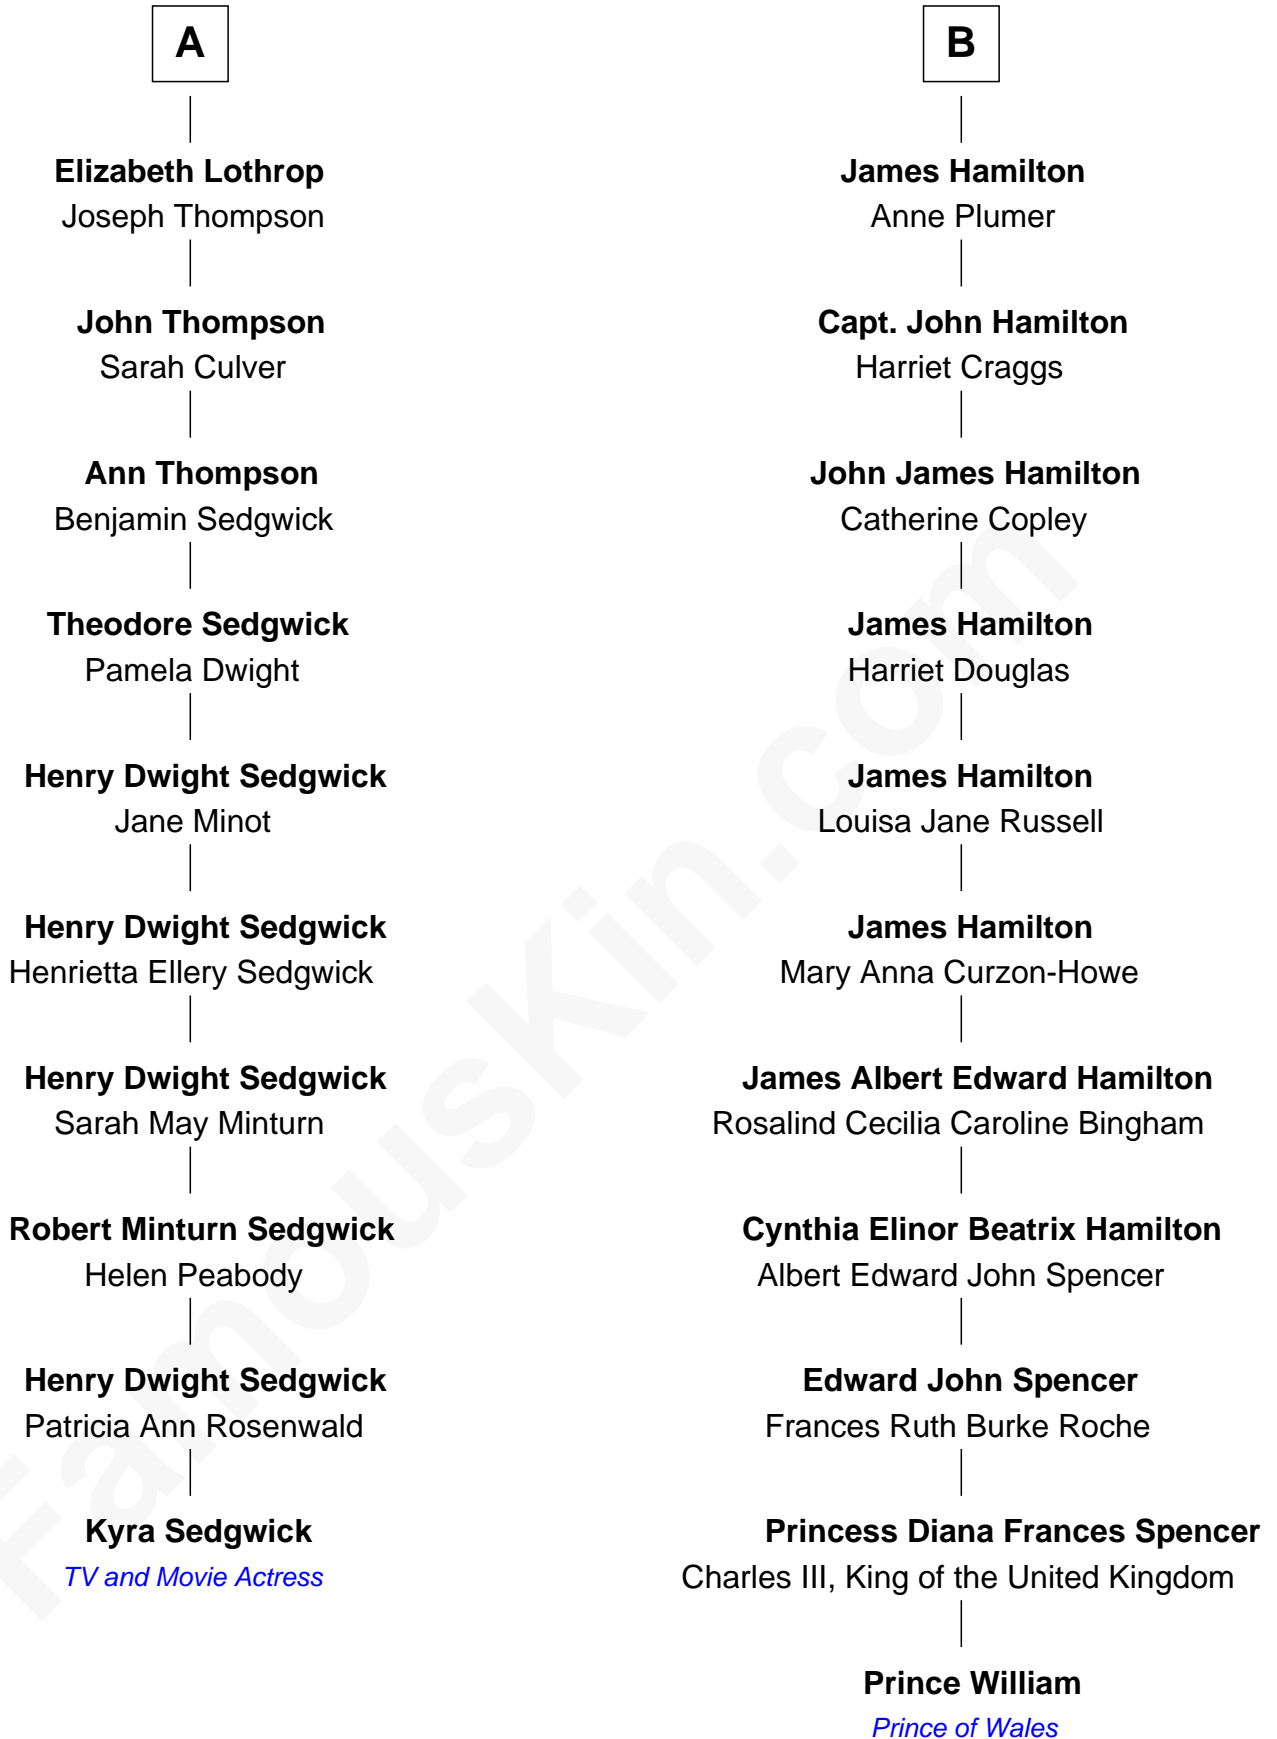 A
Elizabeth Lothrop
Joseph Thompson
John Thompson
Sarah Culver
Ann Thompson
Benjamin Sedgwick
Theodore Sedgwick
Pamela Dwight
Henry Dwight Sedgwick
Jane Minot
Henry Dwight Sedgwick
Henrietta Ellery Sedgwick
Henry Dwight Sedgwick
Sarah May Minturn
Robert Minturn Sedgwick
Helen Peabody
Henry Dwight Sedgwick
Patricia Ann Rosenwald
Kyra Sedgwick
TV and Movie Actress
B
James Hamilton
Anne Plumer
Capt. John Hamilton
Harriet Craggs
John James Hamilton
Catherine Copley
James Hamilton
Harriet Douglas
James Hamilton
Louisa Jane Russell
James Hamilton
Mary Anna Curzon-Howe
James Albert Edward Hamilton
Rosalind Cecilia Caroline Bingham
Cynthia Elinor Beatrix Hamilton
Albert Edward John Spencer
Edward John Spencer
Frances Ruth Burke Roche
Princess Diana Frances Spencer
Charles III, King of the United Kingdom
Prince William
Prince of Wales
FamousKin.com